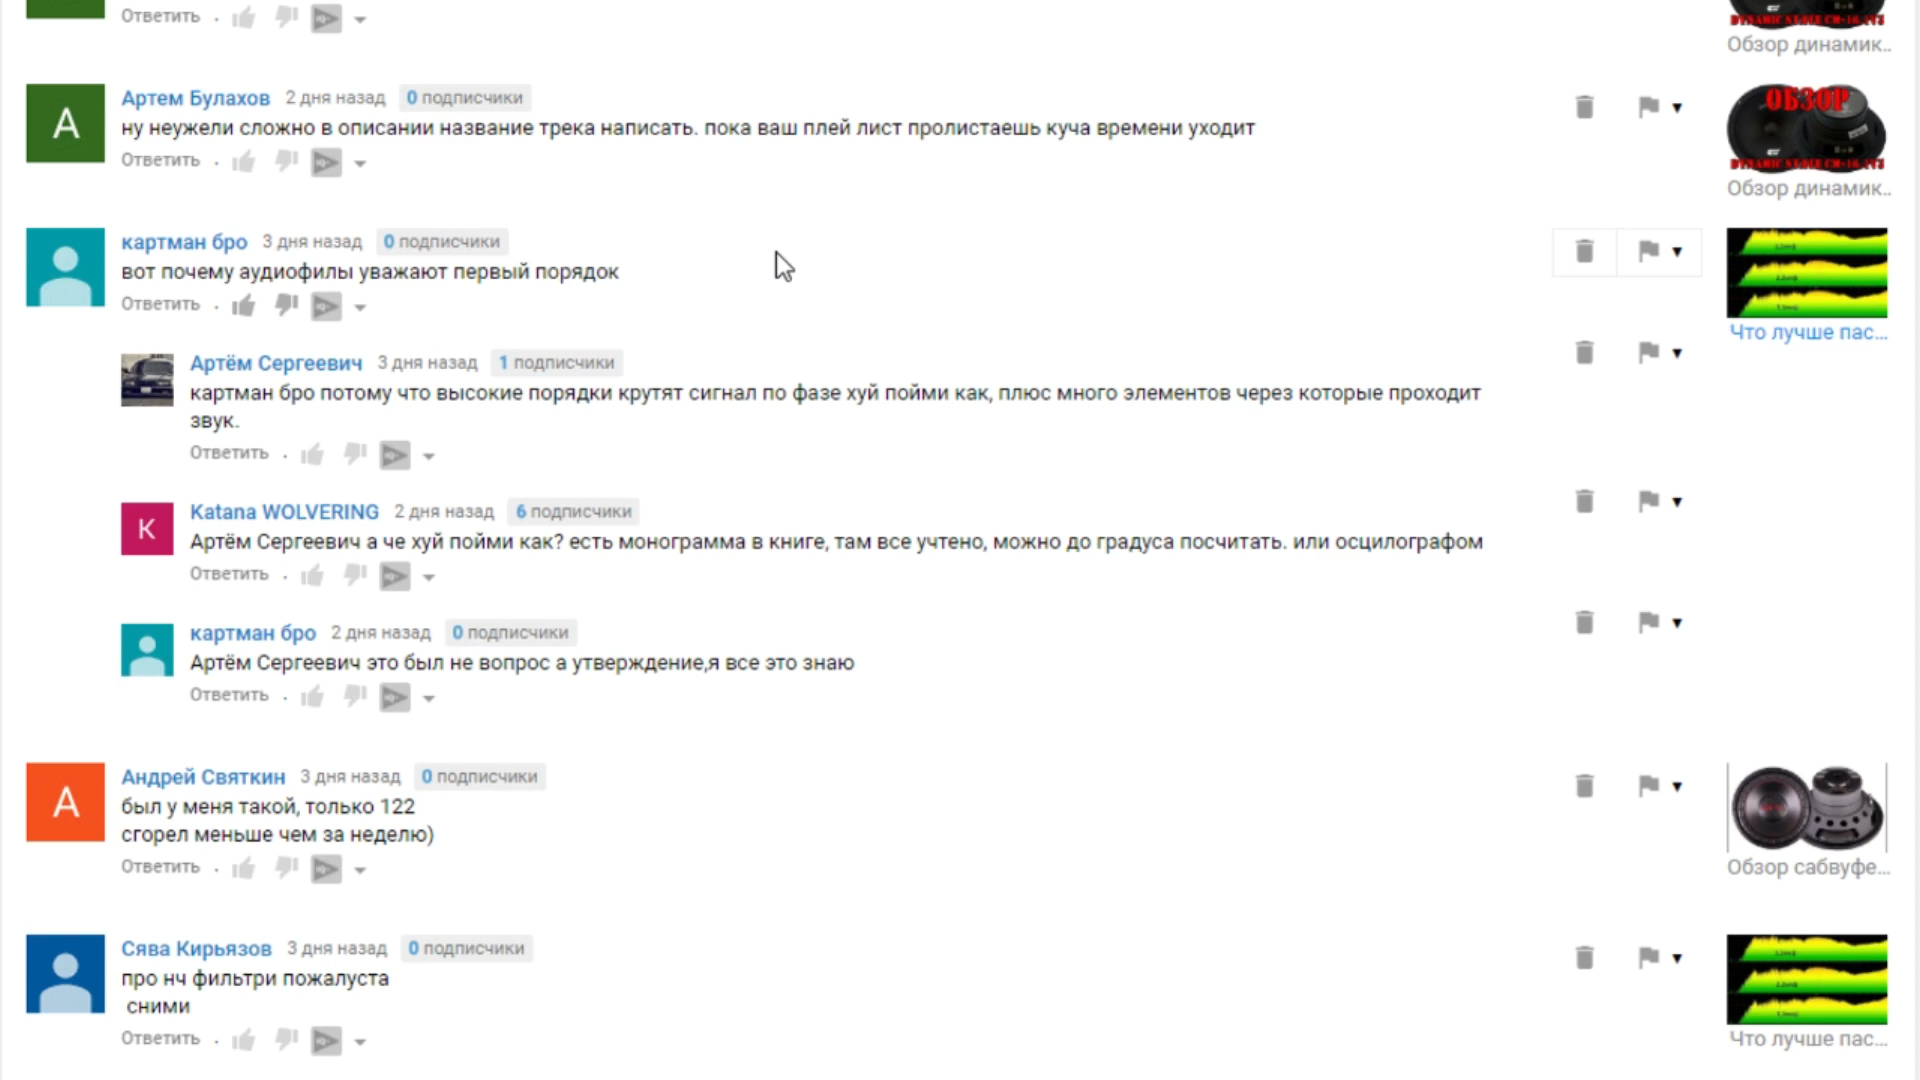 Ответить
Обзор динамик..
Артем Булахов 2 дня назад 0 подписчики
ну неужели сложно в описании название трека написать. пока ваш плей лист пролистаешь куча времени уходит
Ответить
ОБЗОР
Обзор динамик..
картман бро 3 дня назад 0 подписчики
вот почему аудиофилы уважают первый порядок
Ответить
Что лучше пас...
Артём Сергеевич 3 дня назад 1 подписчики
картман бро потому что высокие порядки крутят сигнал по фазе хуй пойми как, плюс много элементов через которые проходит
звук.
Ответить
Katana WOLVERING 2 дня назад 6 подписчики
Артём Сергеевич а че хуй пойми как? есть монограмма в книге, там все учтено, можно до градуса посчитать. или осцилографом
Ответить
картман бро 2 дня назад 0 подписчики
Артём Сергеевич это был не вопрос а утверждение,я все это знаю
Ответить
Андрей Святкин 3 дня назад 0 подписчики
был у меня такой, только 122
сгорел меньше чем за неделю)
Ответить
Обзор сабвуфе...
Сява Кирьязов 3 дня назад 0 подписчики
про нч фильтри пожалуста
сними
Ответить
Что лучше пас...